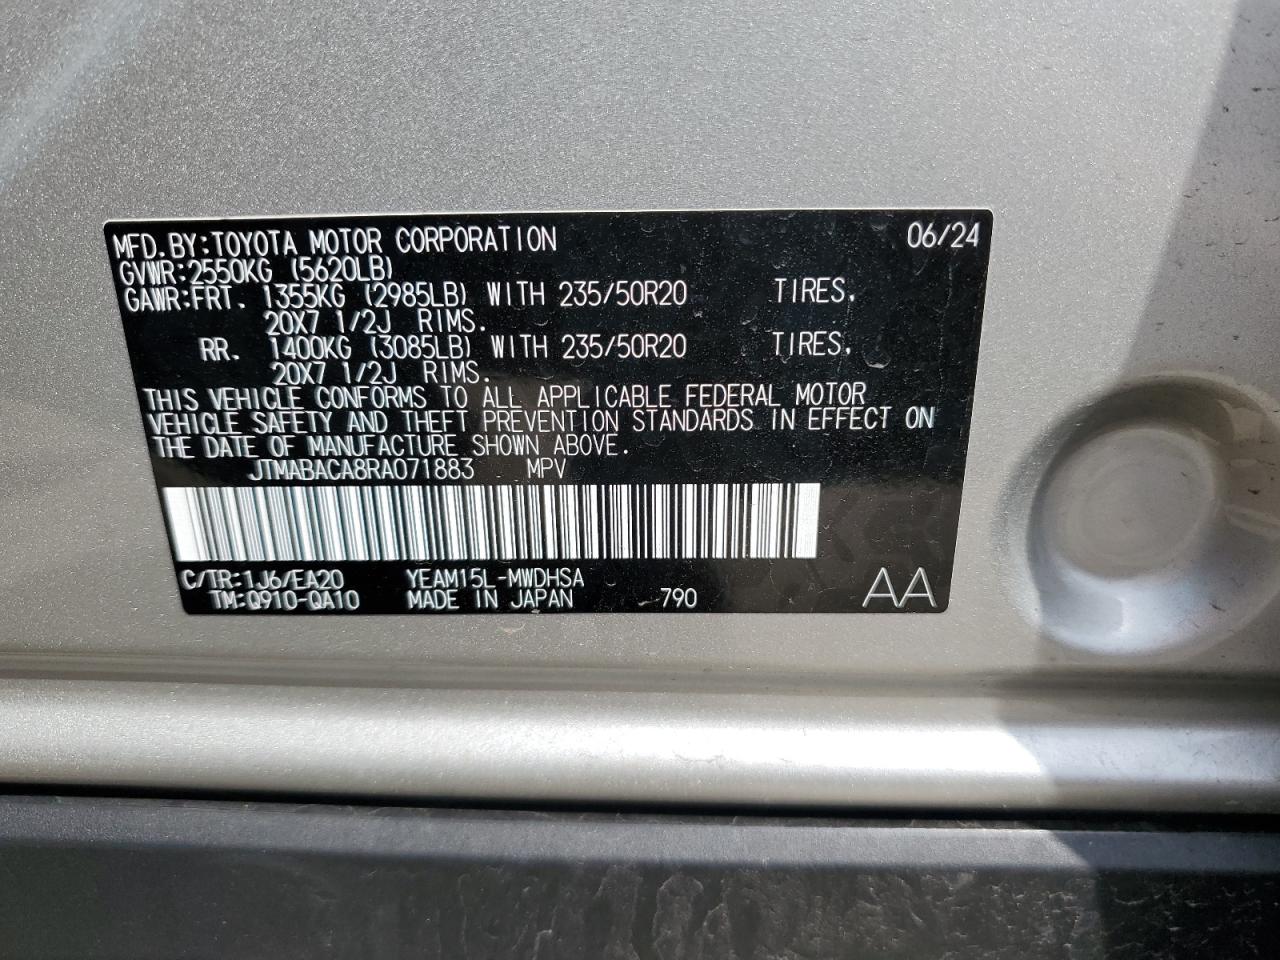 MFD.BY:TOYOTA MOTOR CORPORATION 06/24
GVWR:2550KG (5620LB)
GAWR:FRT. 1355KG (2985LB) WITH 235/50R20 TIRES,
20X7 1/2J RIMS.
RR. 1400KG (3085LB) WITH 235/50R20 TIRES,
20X7 1/2J RIMS.
THIS VEHICLE CONFORMS TO ALL APPLICABLE FEDERAL MOTOR
VEHICLE SAFETY AND THEFT PREVENTION STANDARDS IN EFFECT ON
THE DATE OF MANUFACTURE SHOWN ABOVE.
JTMABACA8RA071883 MPV
C/TR:1J6/EA20 YEAM15L-MWDHSA
TM:Q910-QA10 MADE IN JAPAN 790 AA